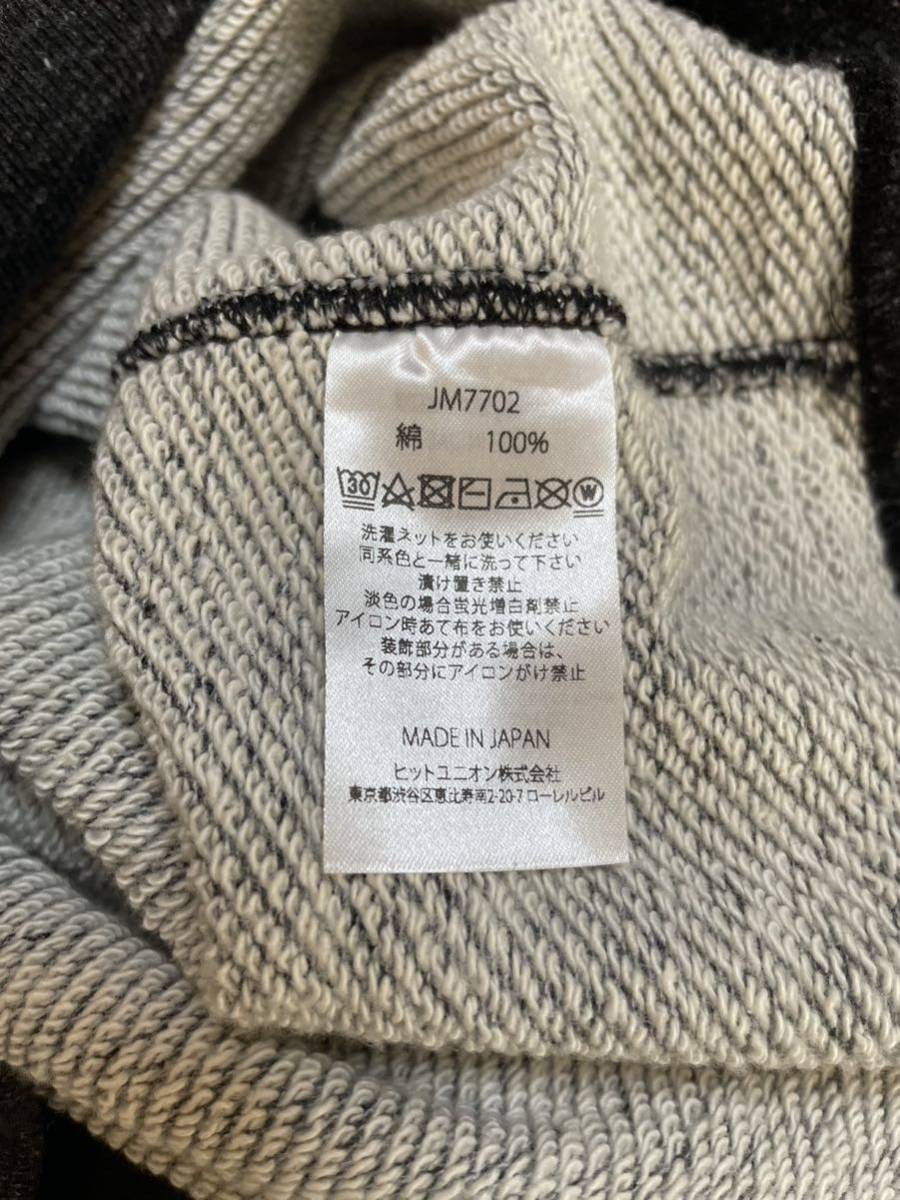 JM7702
綿 100%
30 W
洗濯ネットをお使いください
同系色と一緒に洗って下さい
漬け置き禁止
淡色の場合蛍光増白剤禁止
アイロン時あて布をお使いください
装飾部分がある場合は、
その部分にアイロンがけ禁止
MADE IN JAPAN
ヒットユニオン株式会社
東京都渋谷区恵比寿南2-20-7 ローレルビル